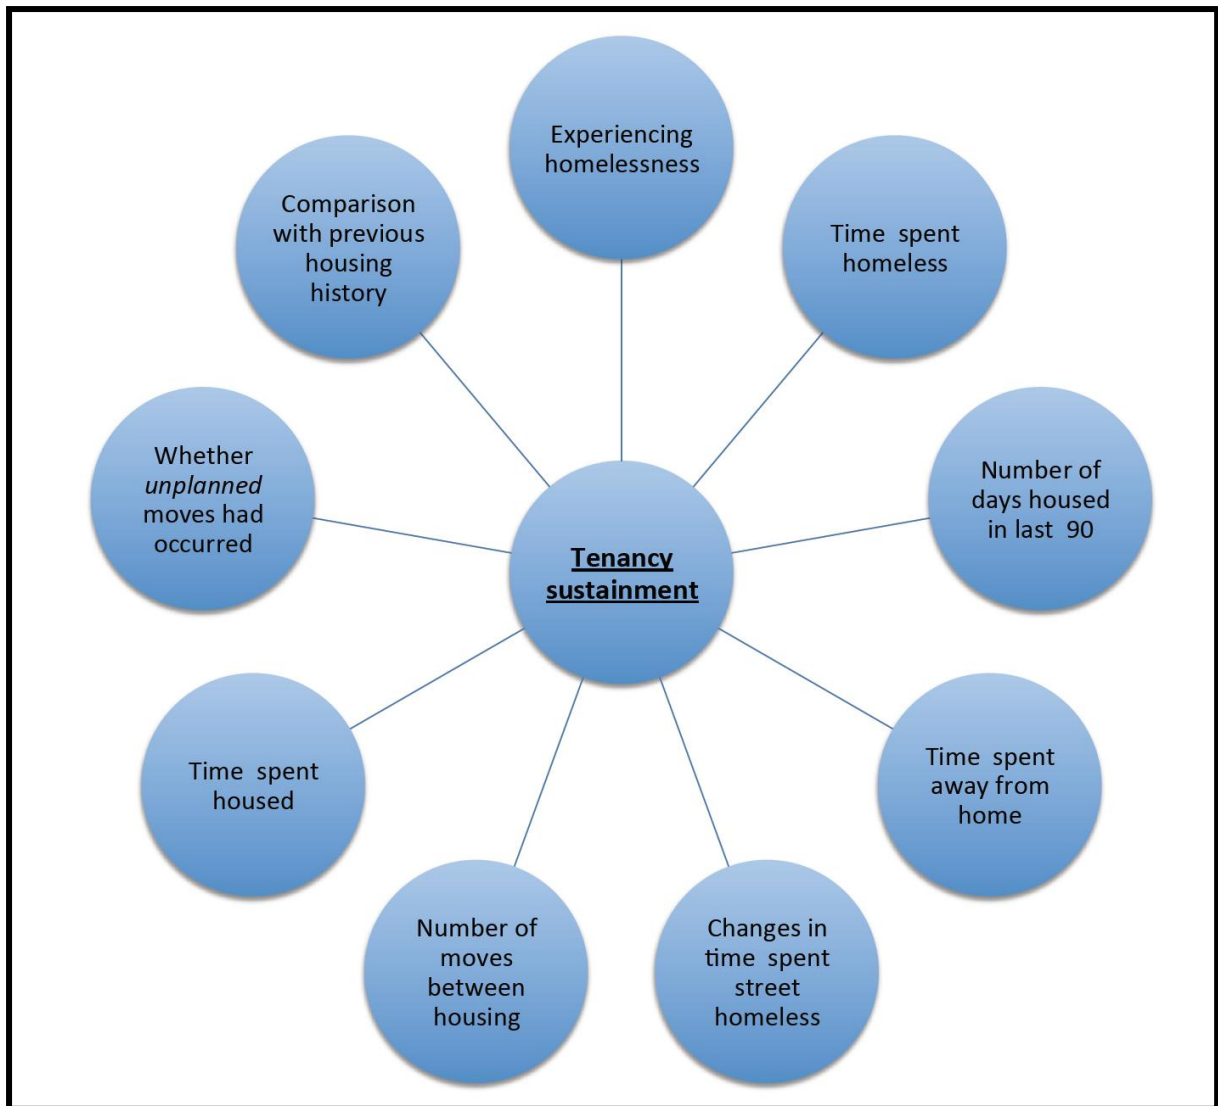 Experiencing
homelessness
Time spent
homeless
Number of
days housed
in last 90
Time spent
away from
home
Changes in
time spent
street
homeless
Number of
moves
between
housing
Time spent
housed
Whether
unplanned
moves had
occurred
Comparison
with previous
housing
history
Tenancy
sustainment